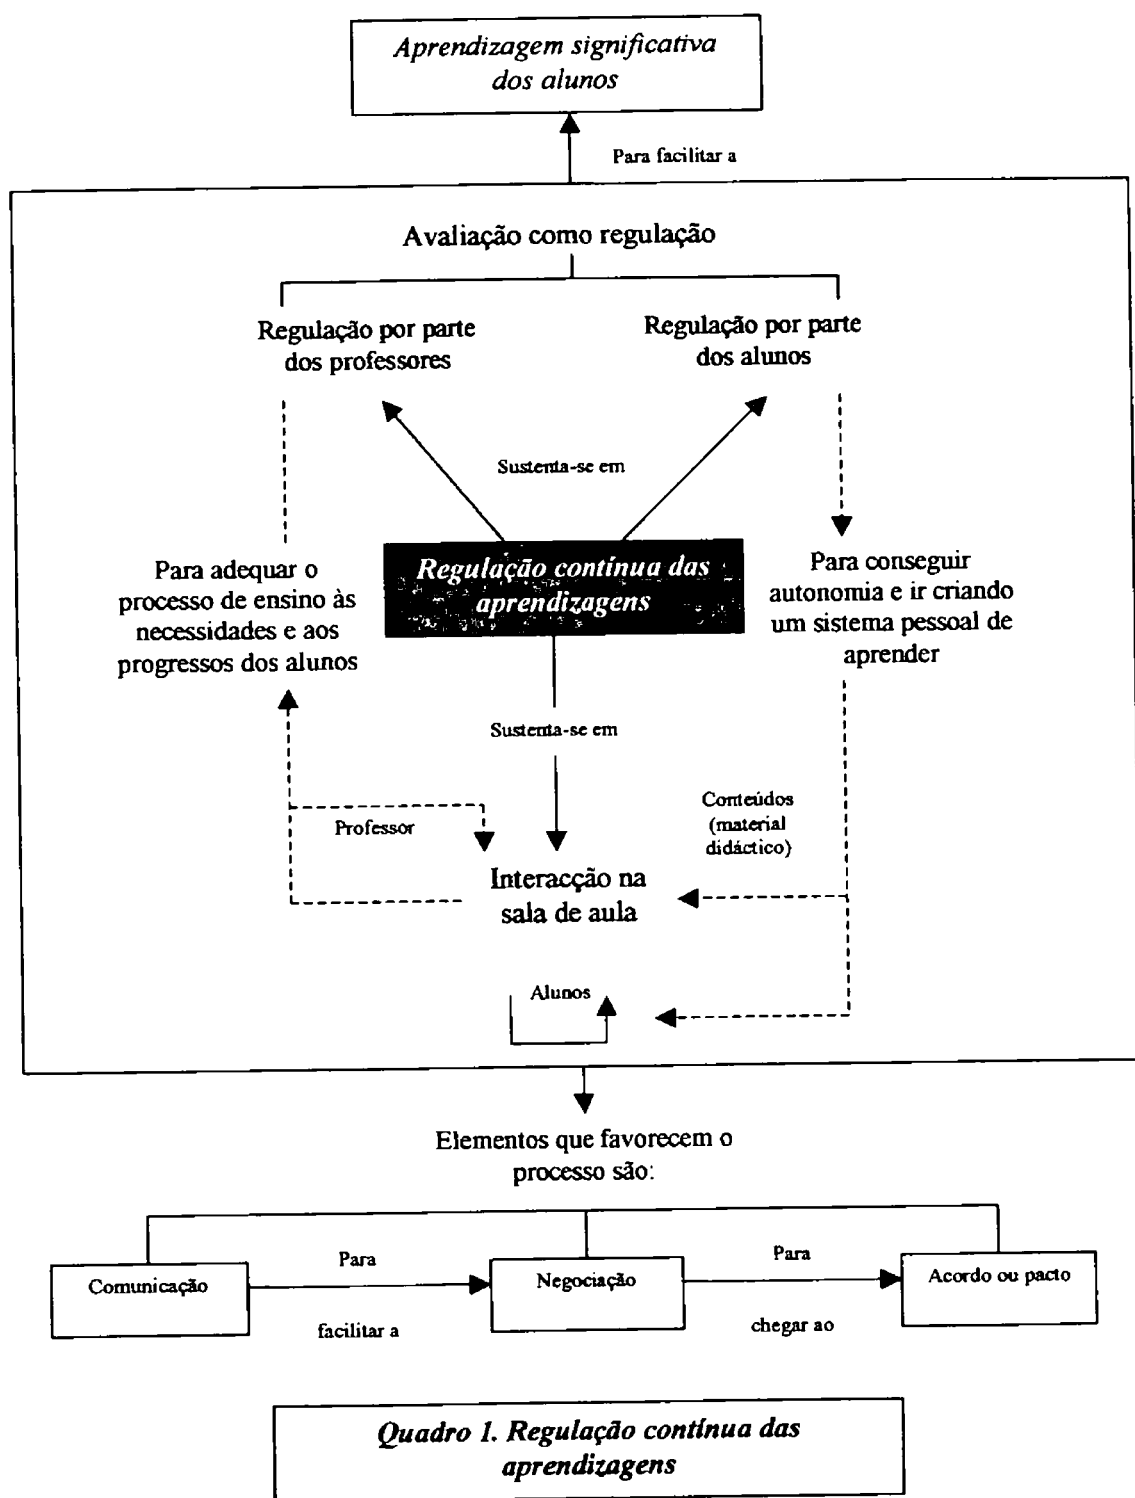 Aprendizagem significativa
dos alunos
Para facilitar a
Avaliação como regulação
Regulação por parte
dos professores
Regulação por parte
dos alunos
Sustenta-se em
Regulação contínua das
aprendizagens
Para adequar o
processo de ensino às
necessidades e aos
progressos dos alunos
Para conseguir
autonomia e ir criando
um sistema pessoal de
aprender
Sustenta-se em
Professor
Conteúdos
(material
didáctico)
Interacção na
sala de aula
Alunos
Elementos que favorecem o
processo são:
Comunicação
Para
facilitar a
Negociação
Para
chegar ao
Acordo ou pacto
Quadro 1. Regulação contínua das
aprendizagens